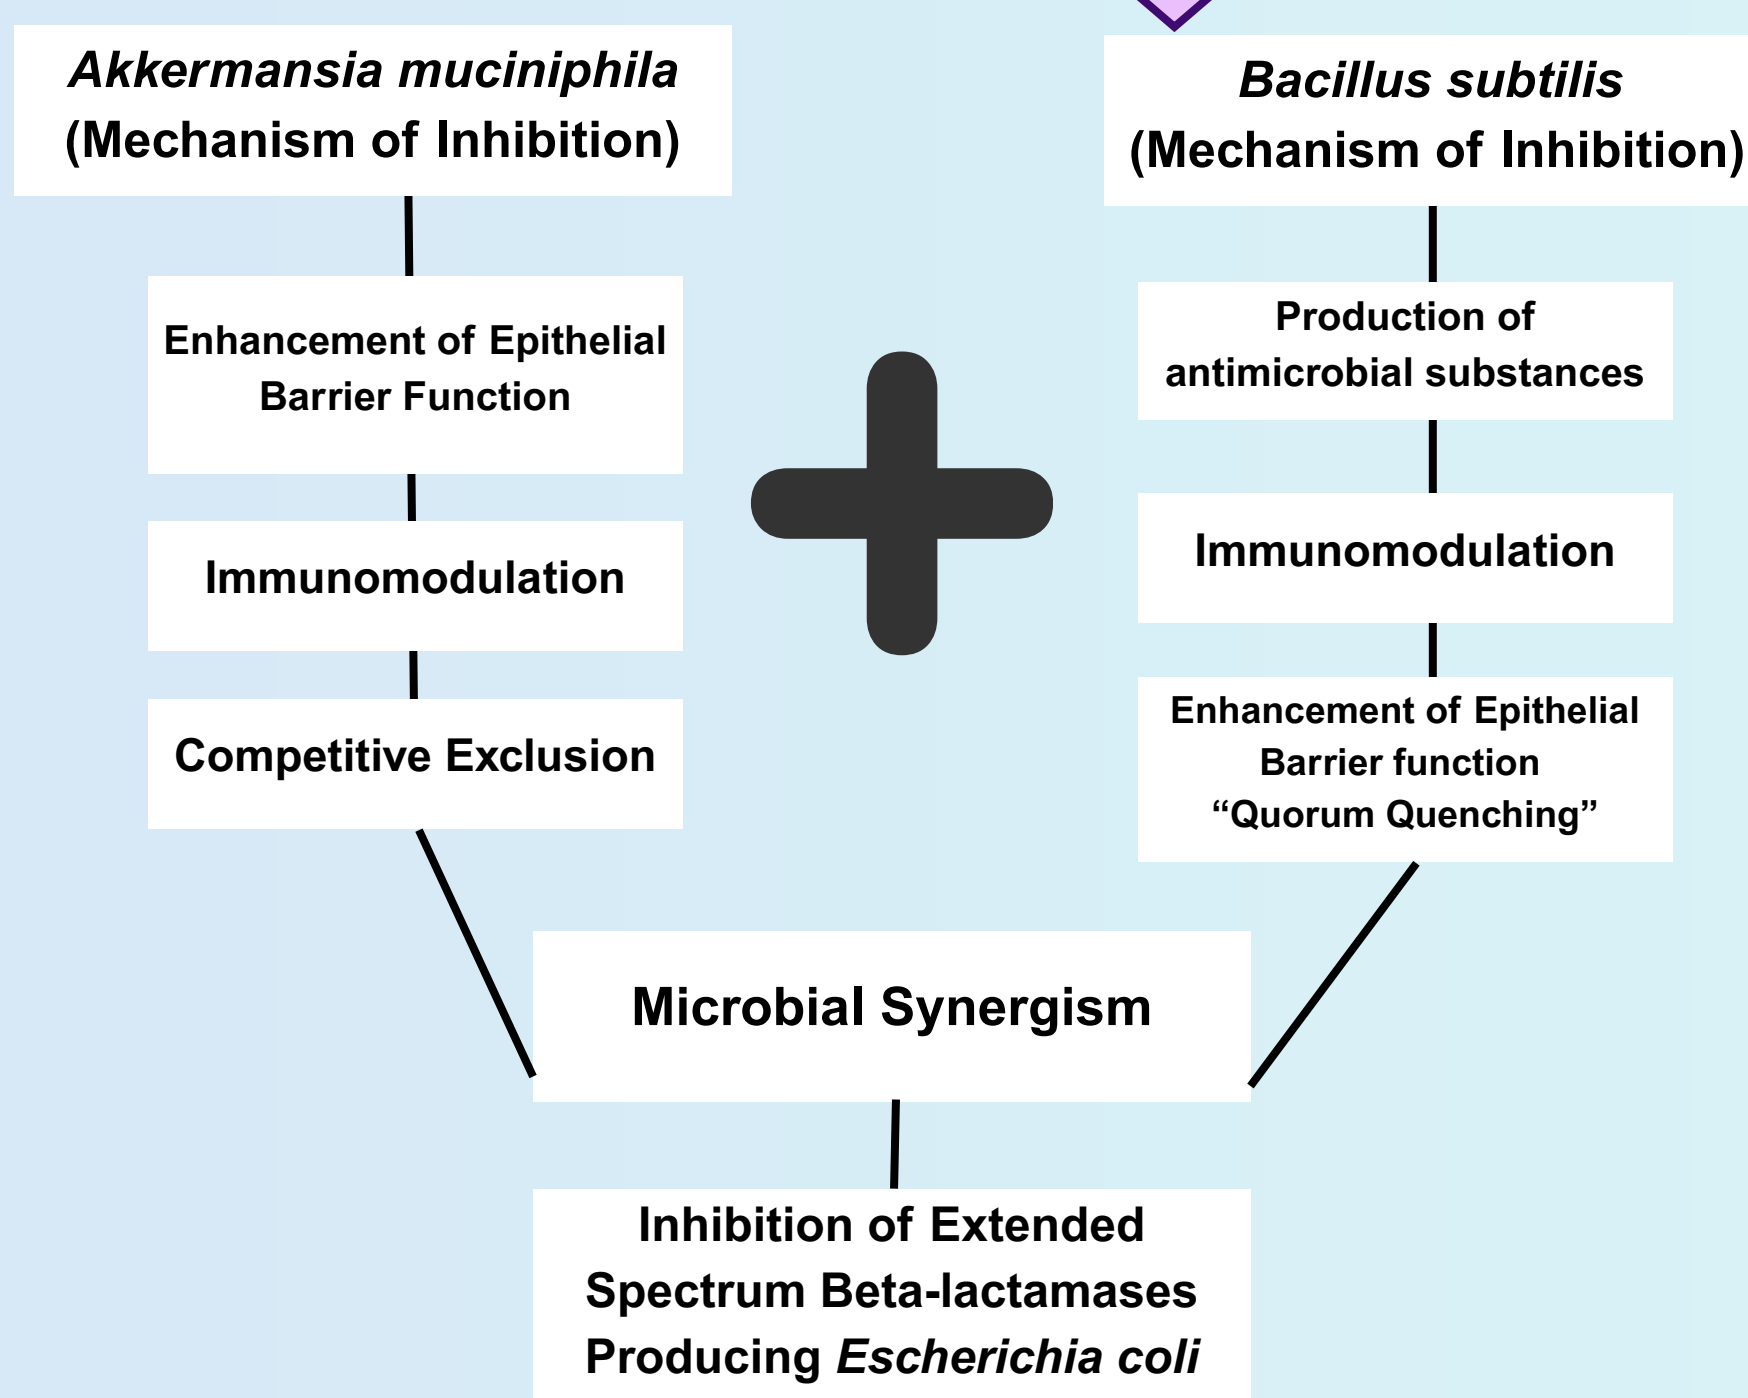 Akkermansia muciniphila
(Mechanism of Inhibition)
Enhancement of Epithelial
Barrier Function
Immunomodulation
Competitive Exclusion
Bacillus subtilis
(Mechanism of Inhibition)
Production of
antimicrobial substances
Immunomodulation
Enhancement of Epithelial
Barrier function
“Quorum Quenching”
Microbial Synergism
Inhibition of Extended
Spectrum Beta-lactamases
Producing Escherichia coli